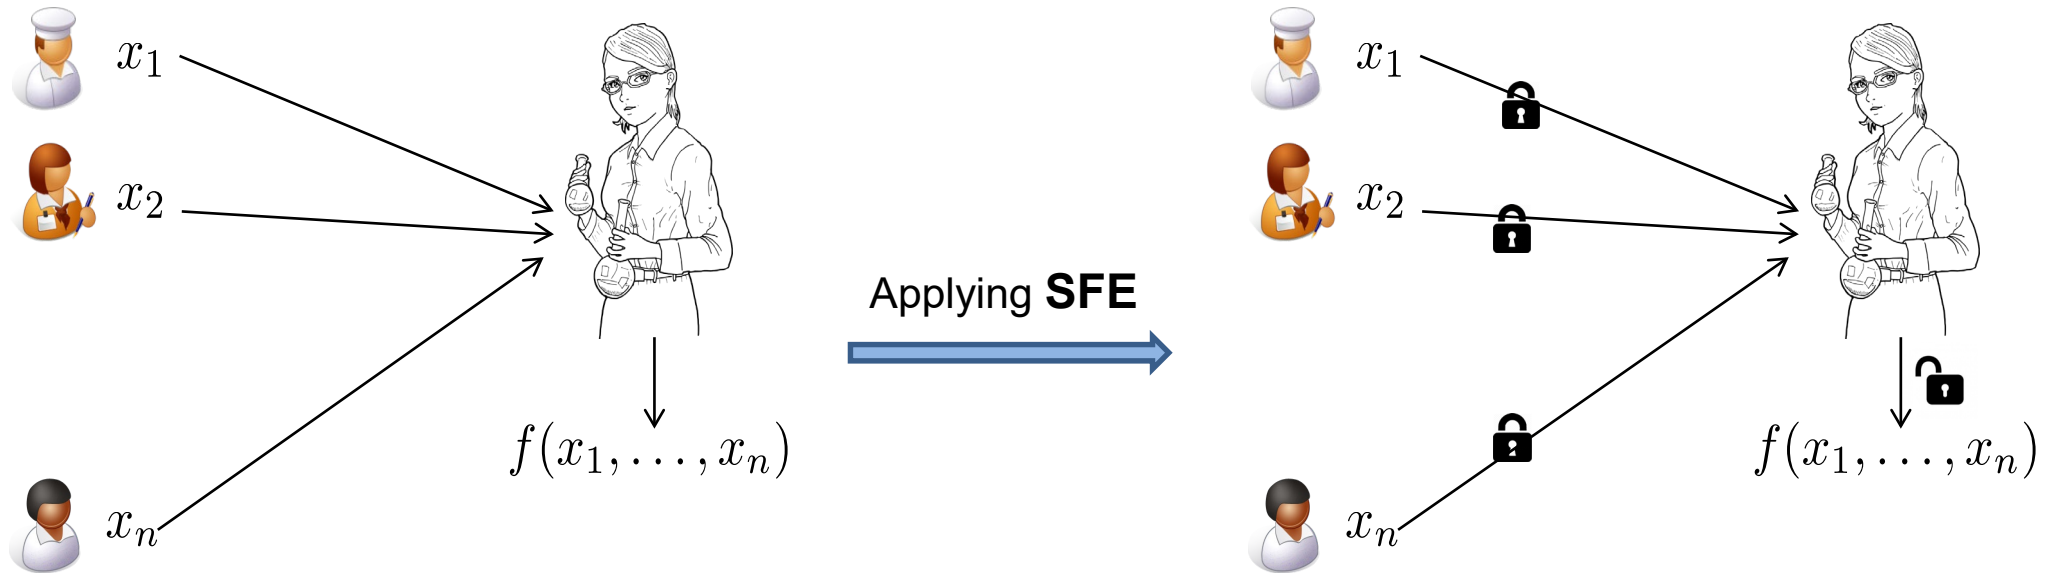 x₁
x₂
xₙ
f(x₁, . . . , xₙ)
Applying SFE
x₁
x₂
xₙ
f(x₁, . . . , xₙ)